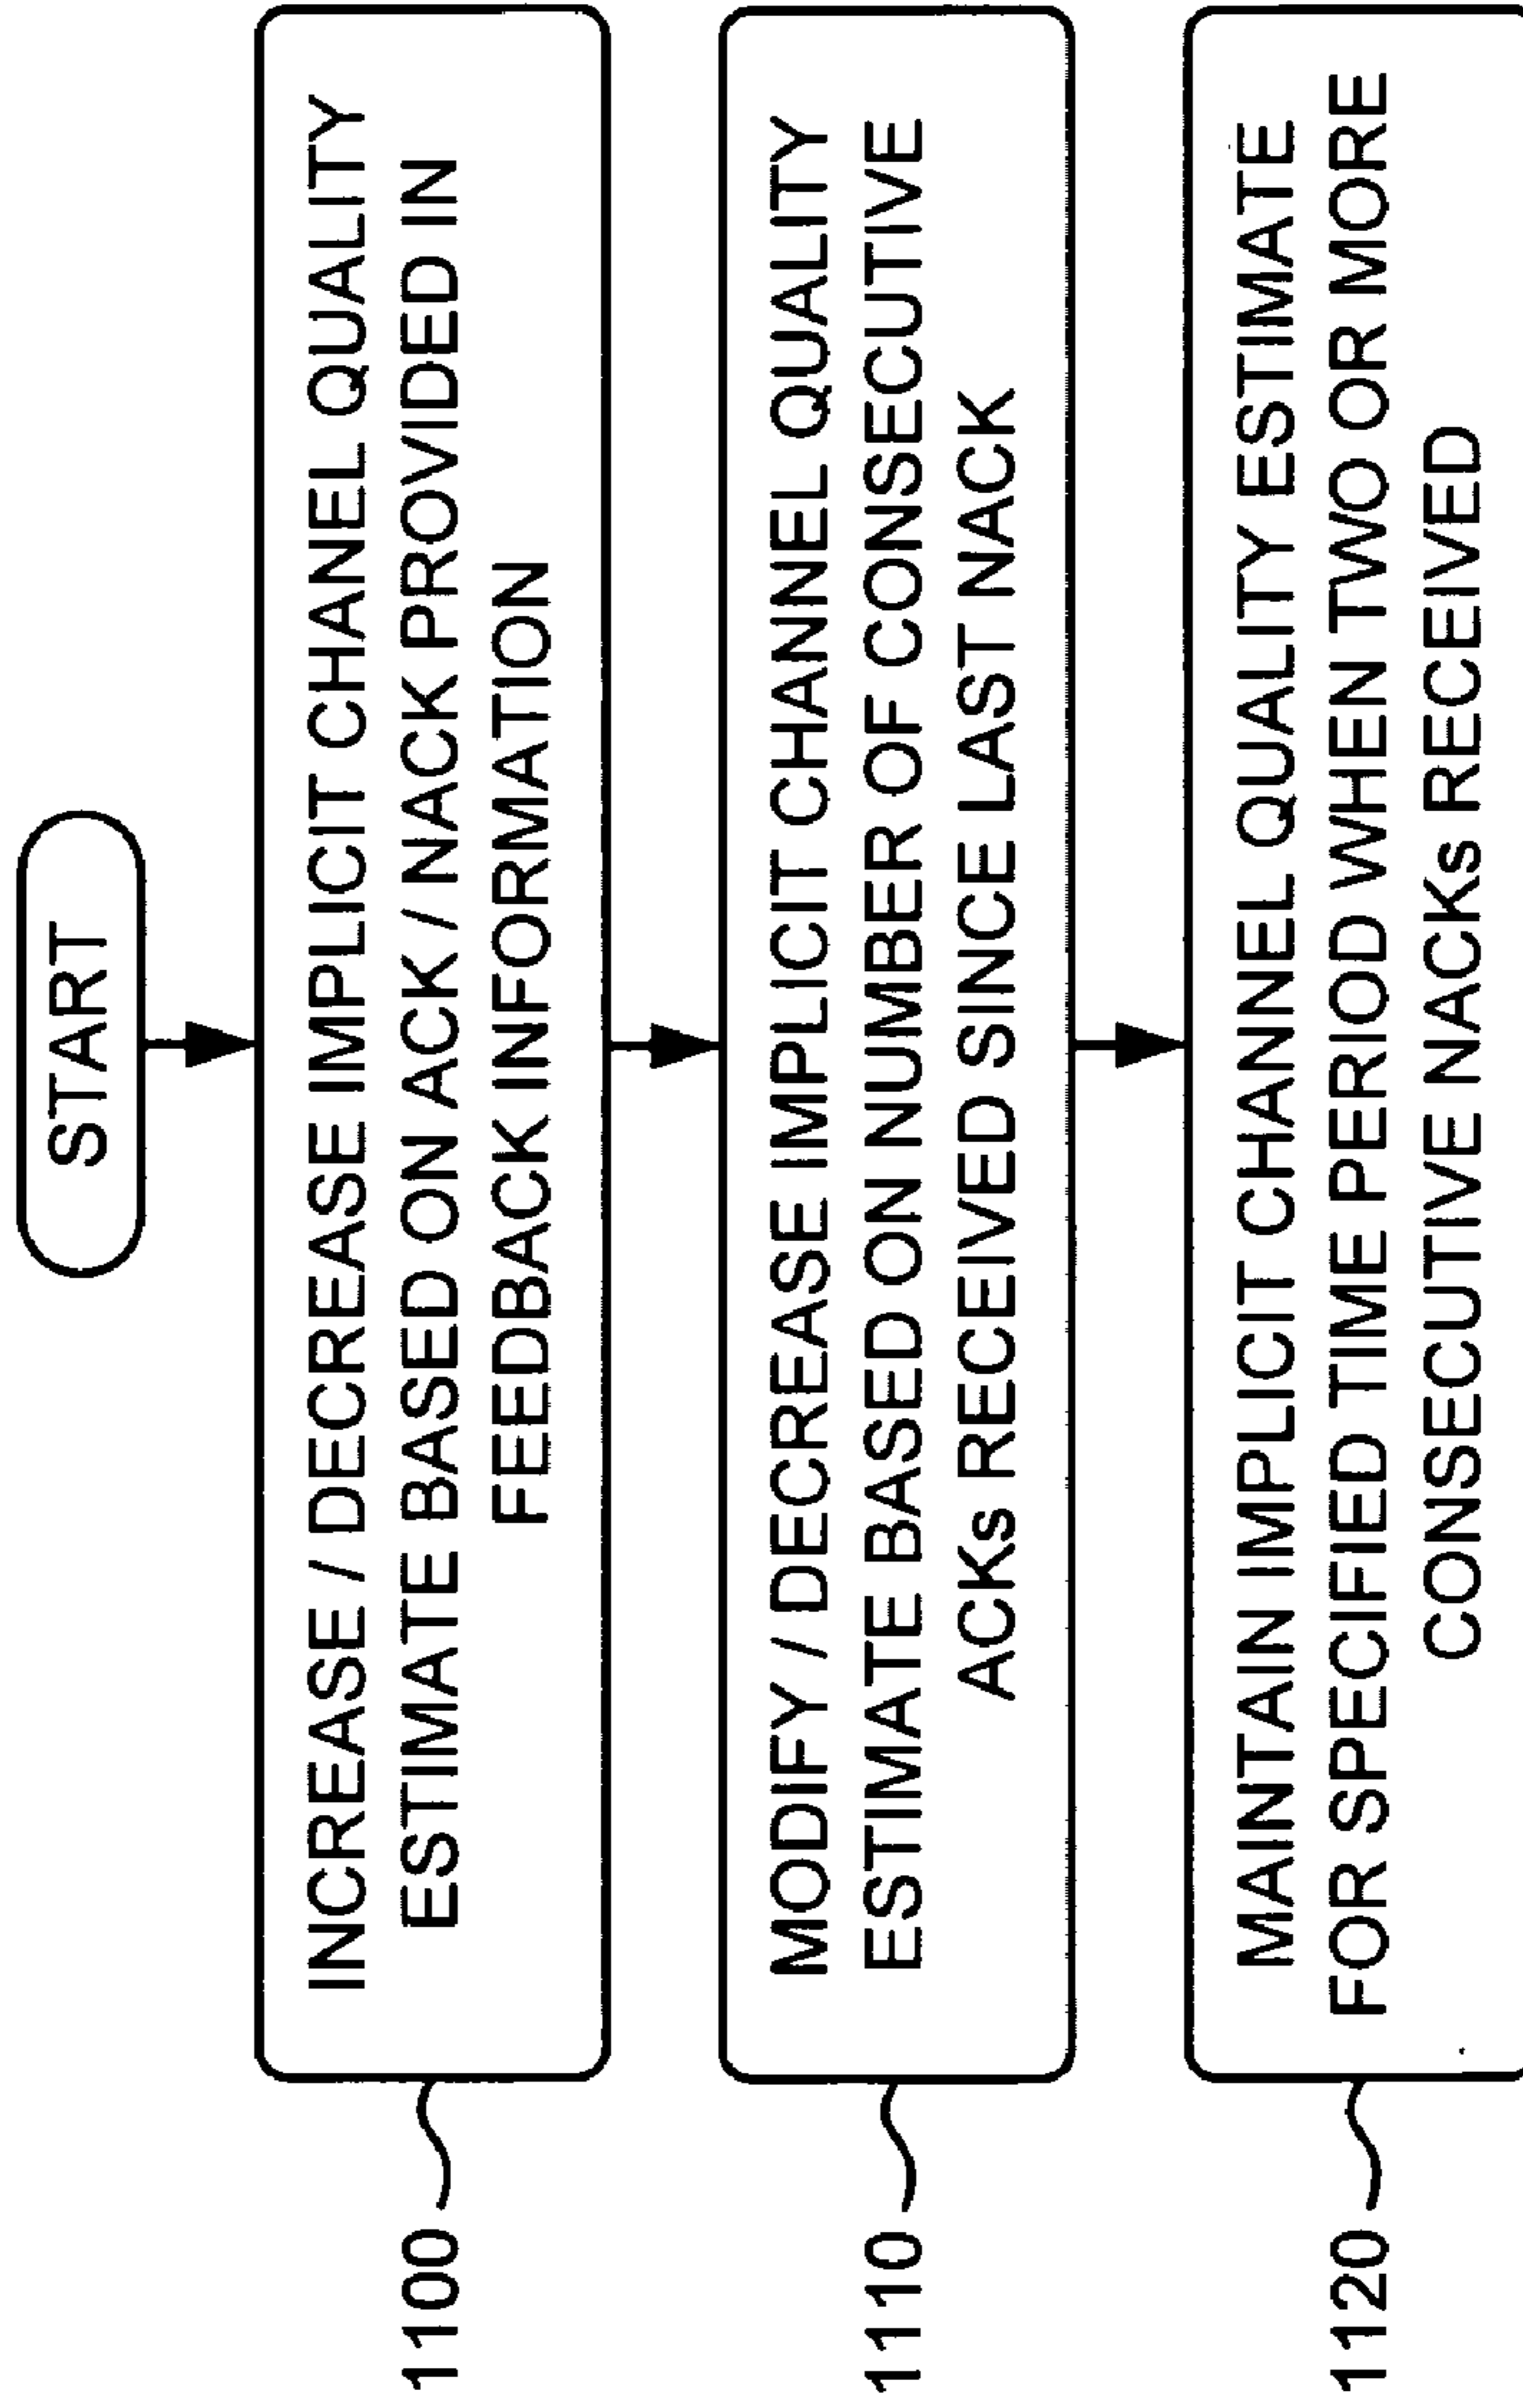 START
INCREASE / DECREASE IMPLICIT CHANNEL QUALITY
ESTIMATE BASED ON ACK / NACK PROVIDED IN
FEEDBACK INFORMATION
1100
MODIFY / DECREASE IMPLICIT CHANNEL QUALITY
ESTIMATE BASED ON NUMBER OF CONSECUTIVE
ACKs RECEIVED SINCE LAST NACK
1110
MAINTAIN IMPLICIT CHANNEL QUALITY ESTIMATE
FOR SPECIFIED TIME PERIOD WHEN TWO OR MORE
CONSECUTIVE NACKs RECEIVED
1120